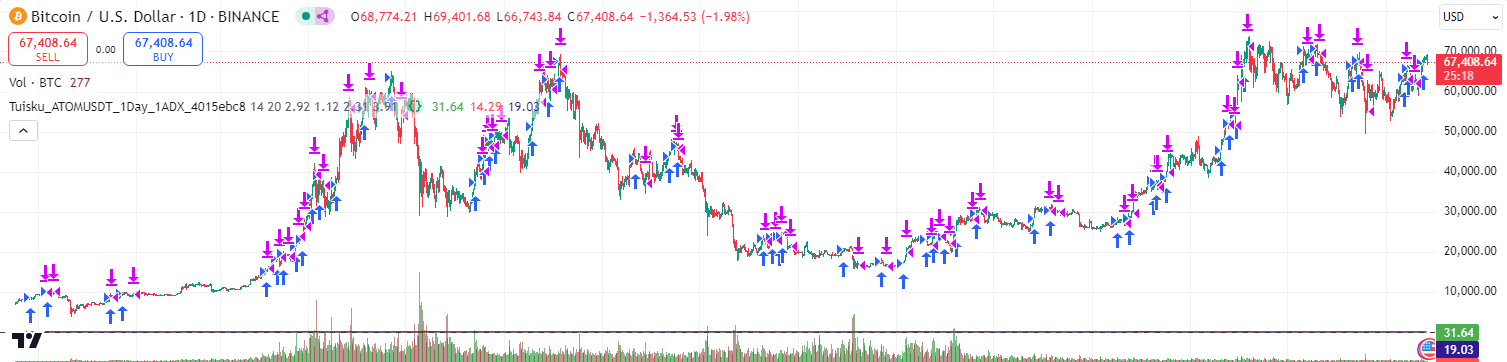 Bitcoin / U.S. Dollar · 1D · BINANCE O68,774.21 H69,401.68 L66,743.84 C67,408.64 −1,364.53 (−1.98%)
USD
67,408.64
SELL
0.00
67,408.64
BUY
Vol · BTC 277
Tuisku_ATOMUSDT_1Day_1ADX_4015ebc8 14 20 2.92 1.12 2.31 3.91 31.64 14.29 19.03
70,000.00
67,408.64
25:18
60,000.00
50,000.00
40,000.00
30,000.00
20,000.00
10,000.00
31.64
19.03